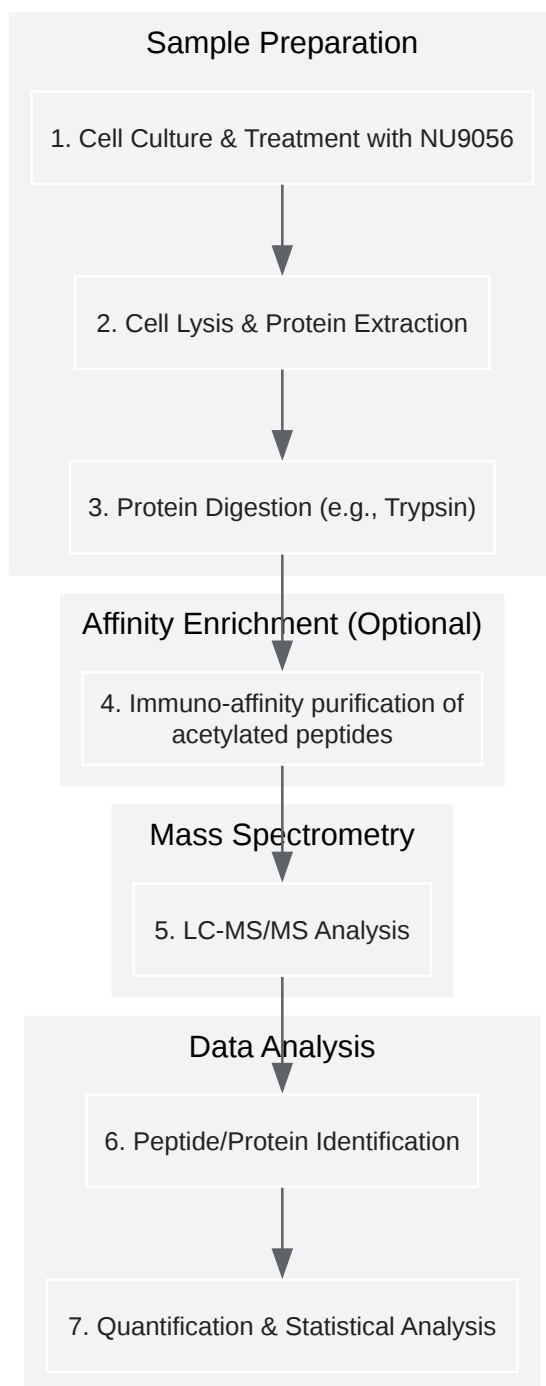 Sample Preparation
1. Cell Culture & Treatment with NU9056
2. Cell Lysis & Protein Extraction
3. Protein Digestion (e.g., Trypsin)
Affinity Enrichment (Optional)
4. Immuno-affinity purification of
acetylated peptides
Mass Spectrometry
5. LC-MS/MS Analysis
Data Analysis
6. Peptide/Protein Identification
7. Quantification & Statistical Analysis